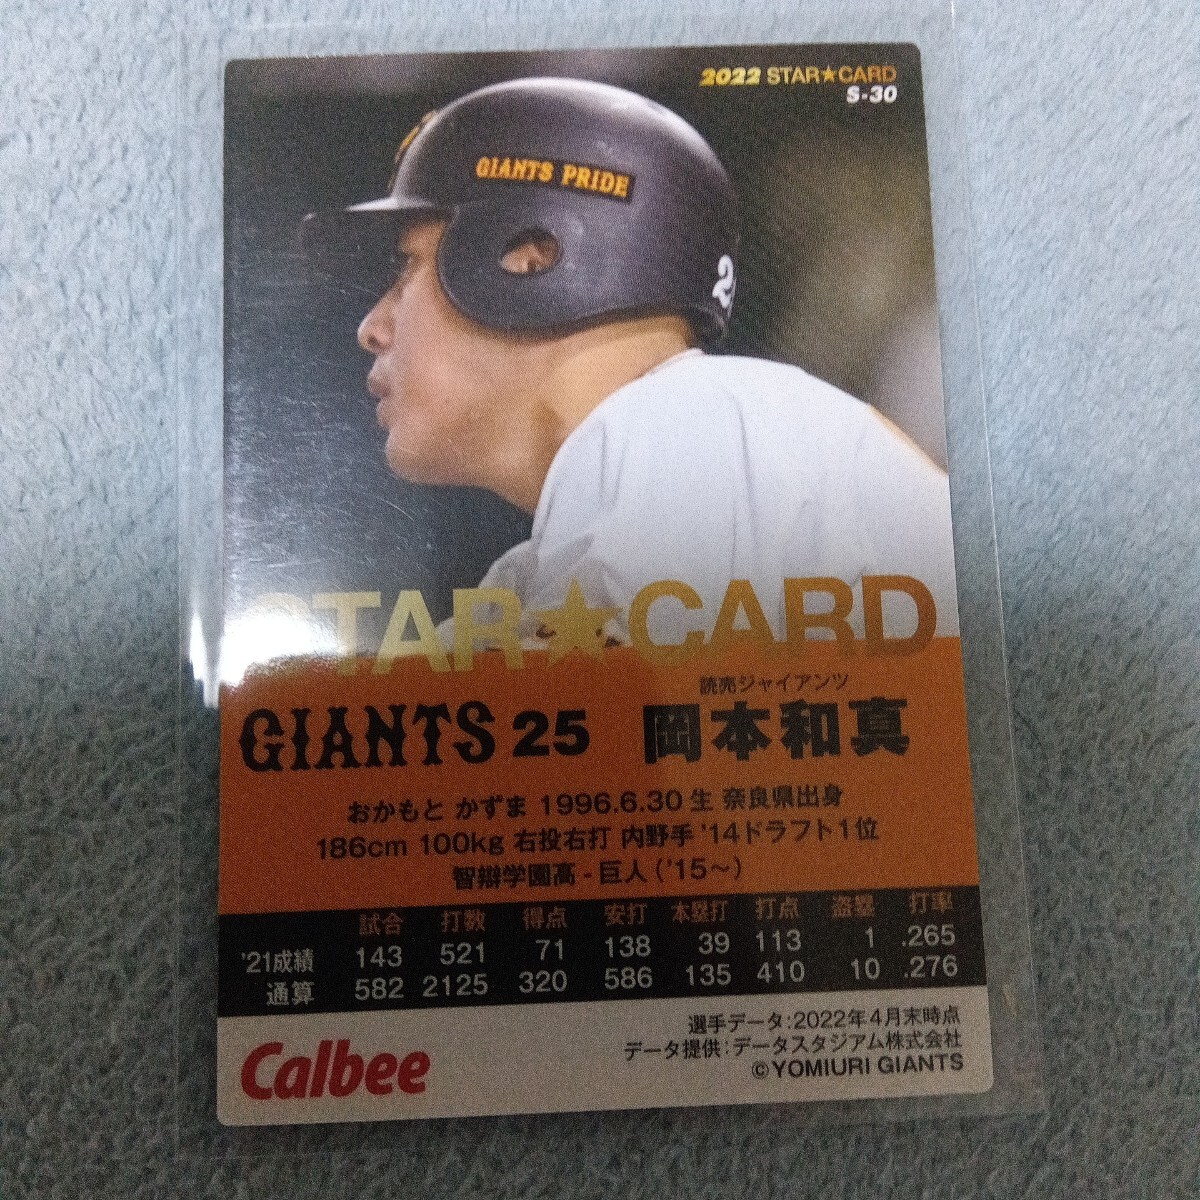 2022 STAR★CARD
S-30
GIANTS PRIDE
2
STAR★CARD
読売ジャイアンツ
GIANTS 25 岡本和真
おかもと かずま 1996.6.30生 奈良県出身
186cm 100kg 右投右打 内野手 '14ドラフト1位
智辯学園高-巨人('15～)
試合 打数 得点 安打 本塁打 打点 盗塁 打率
'21成績 143 521 71 138 39 113 1 .265
通算 582 2125 320 586 135 410 10 .276
選手データ:2022年4月末時点
データ提供:データスタジアム株式会社
Calbee ©YOMIURI GIANTS